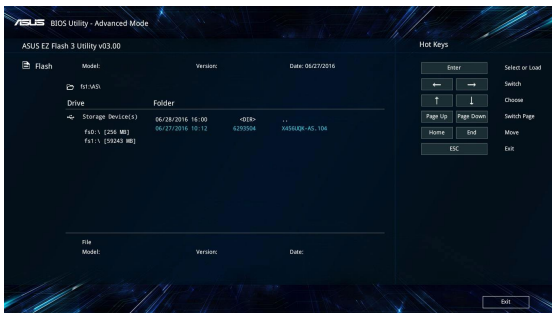 ASUS BIOS Utility - Advanced Mode
ASUS EZ Flash 3 Utility v03.00
Hot Keys
Flash
Model: Version: Date: 06/27/2016
fs1:\AS\
Drive Folder
Storage Device(s)
fs0:\ [256 MB]
fs1:\ [59243 MB]
06/28/2016 16:00 <DIR> ..
06/27/2016 10:12 6293504 X456UQK-AS.104
File
Model: Version: Date:
Enter Select or Load
← → Switch
↑ ↓ Choose
Page Up Page Down Switch Page
Home End Move
ESC Exit
Exit